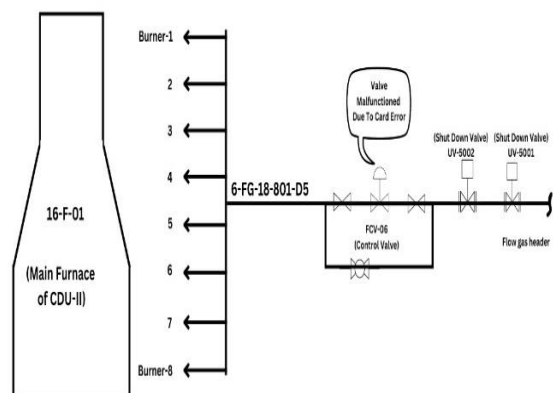 Burner-1
2
3
4
5
6
7
Burner-8
16-F-01
(Main Furnace
of CDU-II)
6-FG-18-801-D5
Valve
Malfunctioned
Due To Card Error
FCV-06
(Control Valve)
(Shut Down Valve)
UV-5002
(Shut Down Valve)
UV-5001
Flow gas header